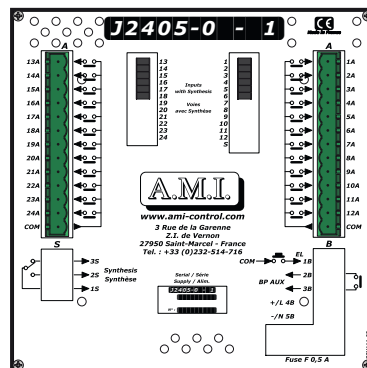 J2405-0 - 1
CE
Made in France
A
A
13A
14A
15A
16A
17A
18A
19A
20A
21A
22A
23A
24A
COM
13
14
15
16
17
18
19
20
21
22
23
24
Inputs
with Synthesis
Voies
avec Synthèse
1
2
3
4
5
6
7
8
9
10
11
12
S
1A
2A
3A
4A
5A
6A
7A
8A
9A
10A
11A
12A
COM
A.M.I.
www.ami-control.com
3 Rue de la Garenne
Z.I. de Vernon
27950 Saint-Marcel - France
Tel. : +33 (0)232-514-716
S
3S
2S
1S
Synthesis
Synthèse
Serial / Série
Supply / Alim.
J2405-0 - 1
N° :
B
COM
EL
1B
2B
3B
BP AUX
+/L 4B
-/N 5B
Fuse F 0,5 A